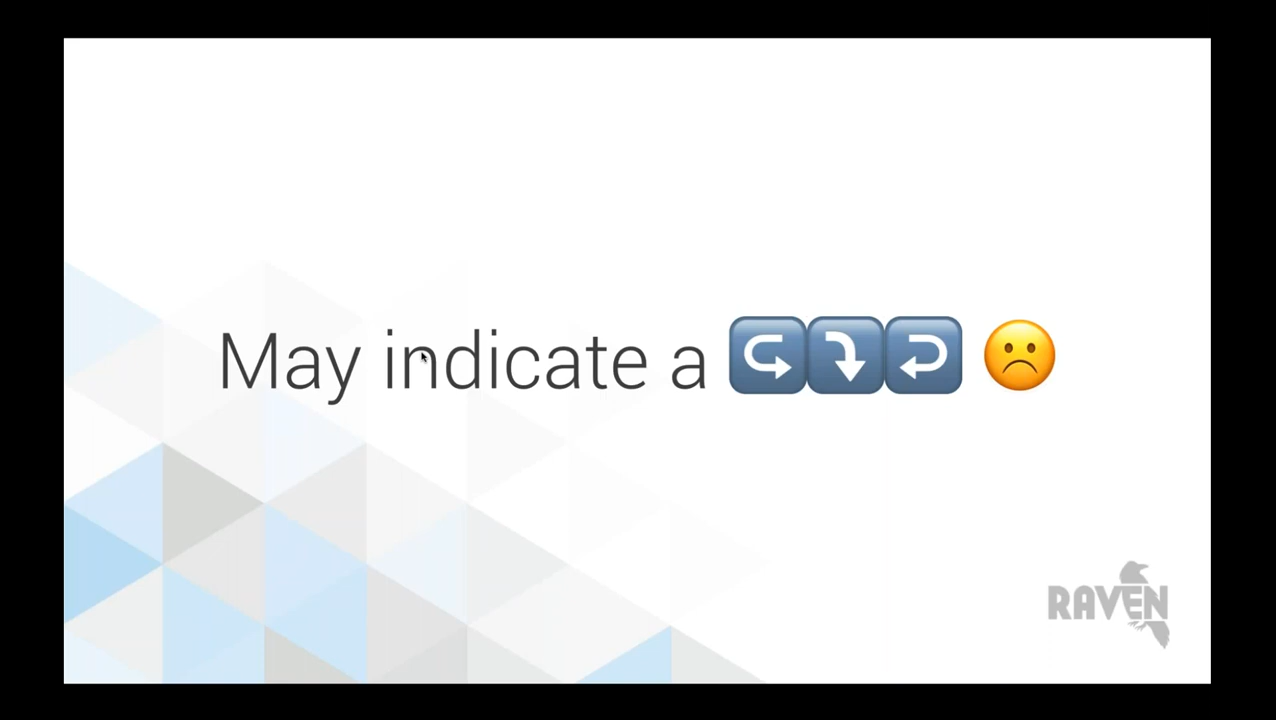 May indicate a ↪️⤵️↩️ ☹️
RAVEN